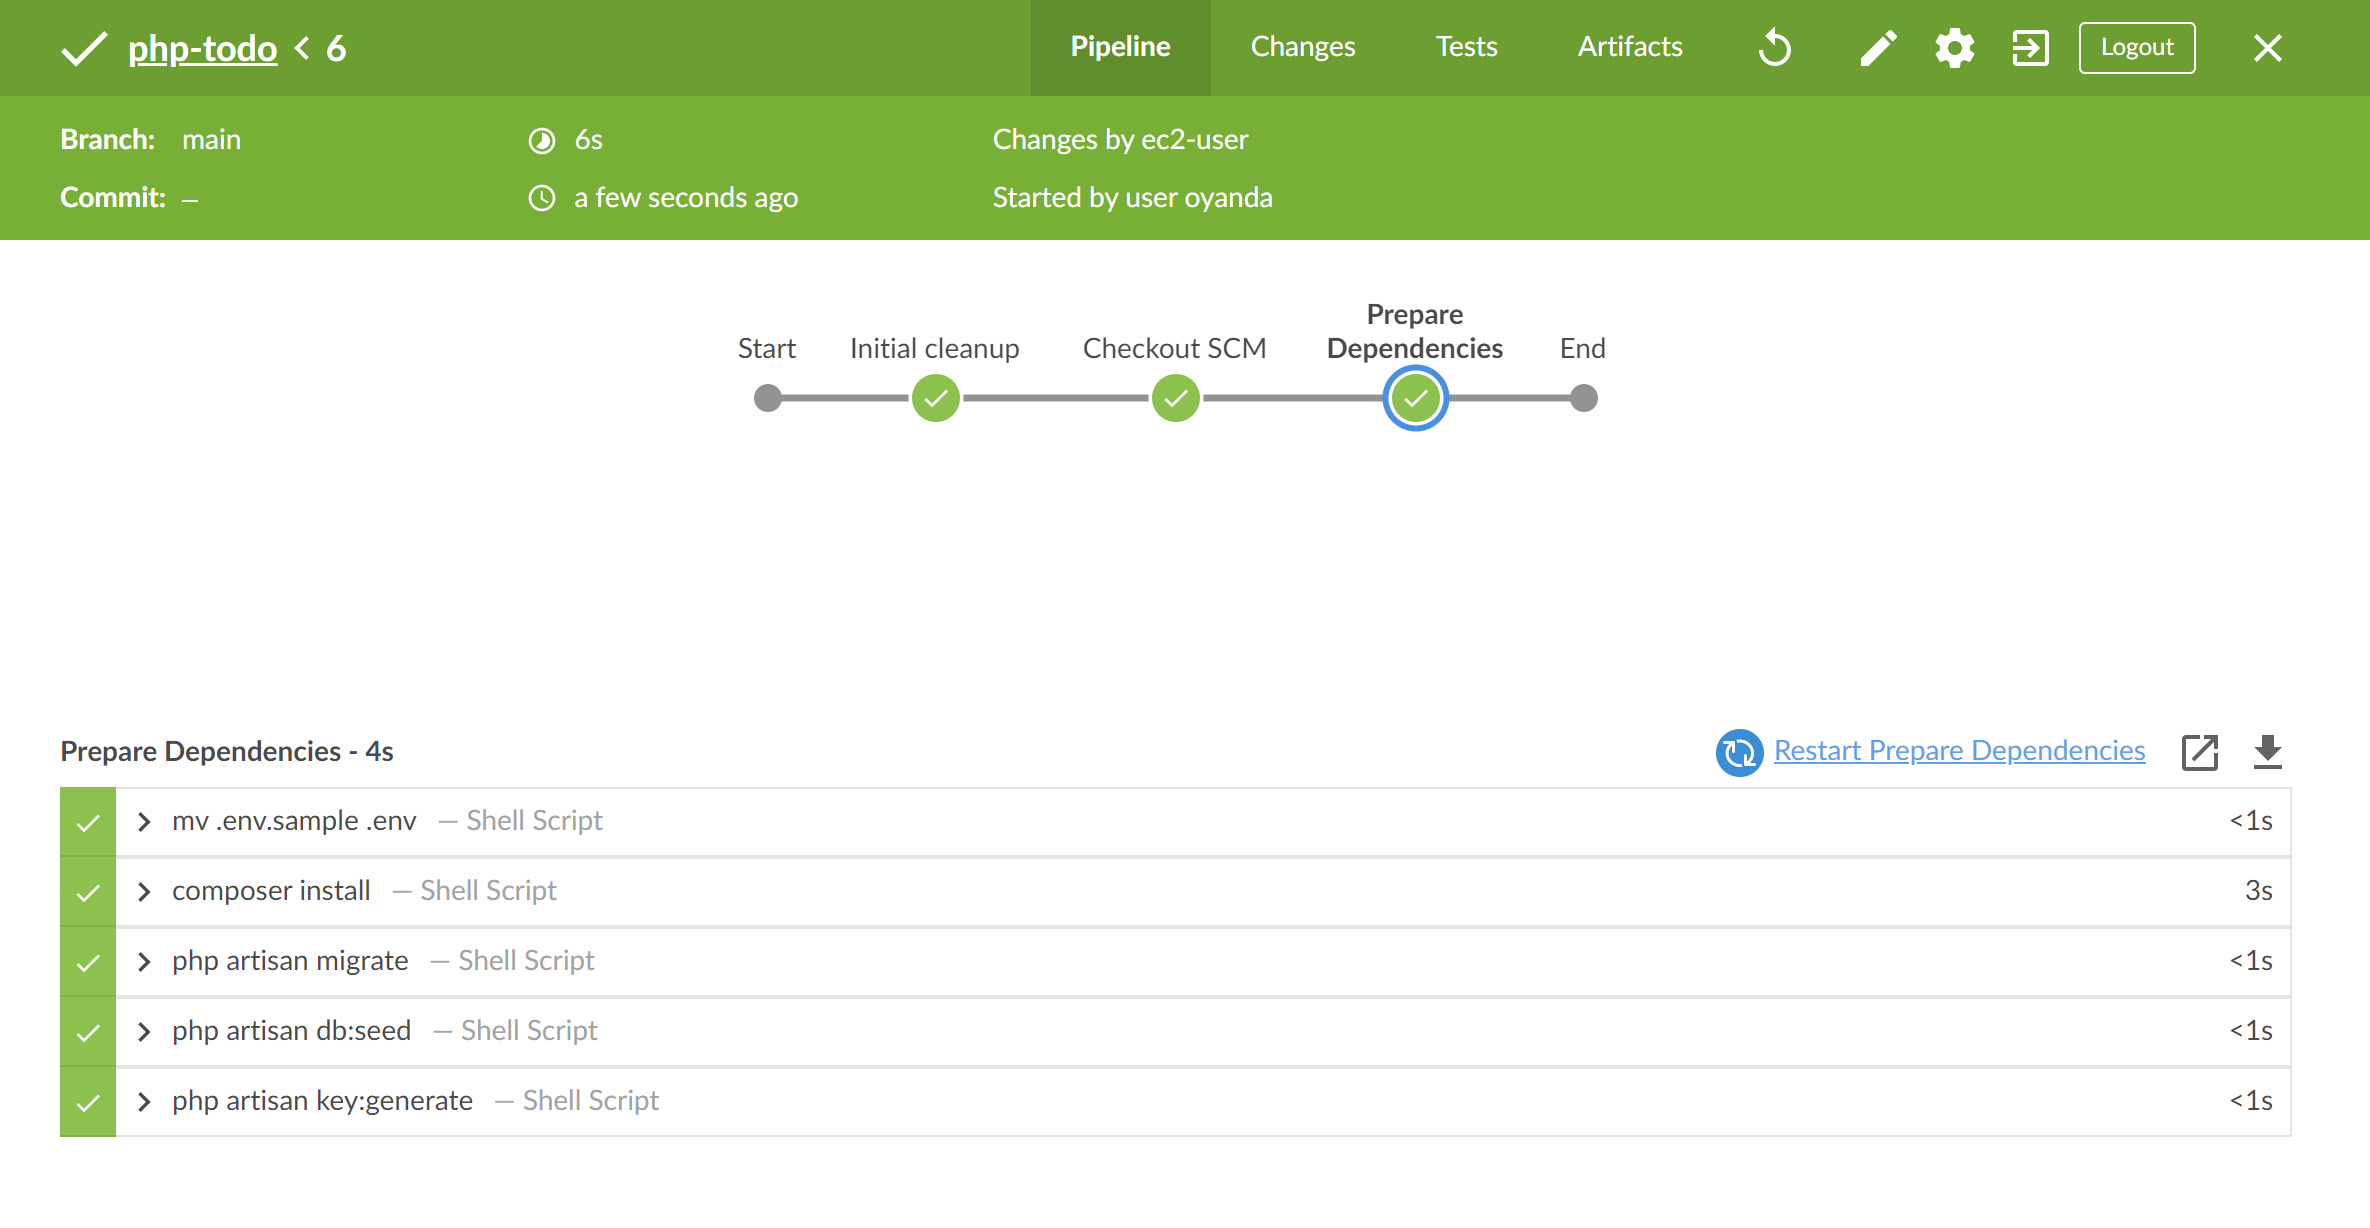 php-todo < 6
Pipeline
Changes
Tests
Artifacts
Logout
Branch: main
6s
Changes by ec2-user
Commit: –
a few seconds ago
Started by user oyanda
Start
Initial cleanup
Checkout SCM
Prepare
Dependencies
End
Prepare Dependencies - 4s
Restart Prepare Dependencies
mv .env.sample .env — Shell Script <1s
composer install — Shell Script 3s
php artisan migrate — Shell Script <1s
php artisan db:seed — Shell Script <1s
php artisan key:generate — Shell Script <1s